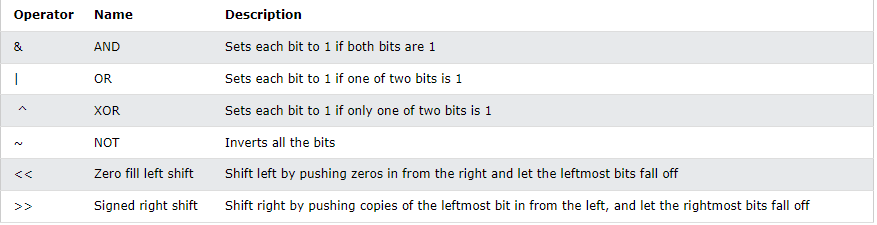 Operator Name Description
& AND Sets each bit to 1 if both bits are 1
| OR Sets each bit to 1 if one of two bits is 1
^ XOR Sets each bit to 1 if only one of two bits is 1
~ NOT Inverts all the bits
<< Zero fill left shift Shift left by pushing zeros in from the right and let the leftmost bits fall off
>> Signed right shift Shift right by pushing copies of the leftmost bit in from the left, and let the rightmost bits fall off